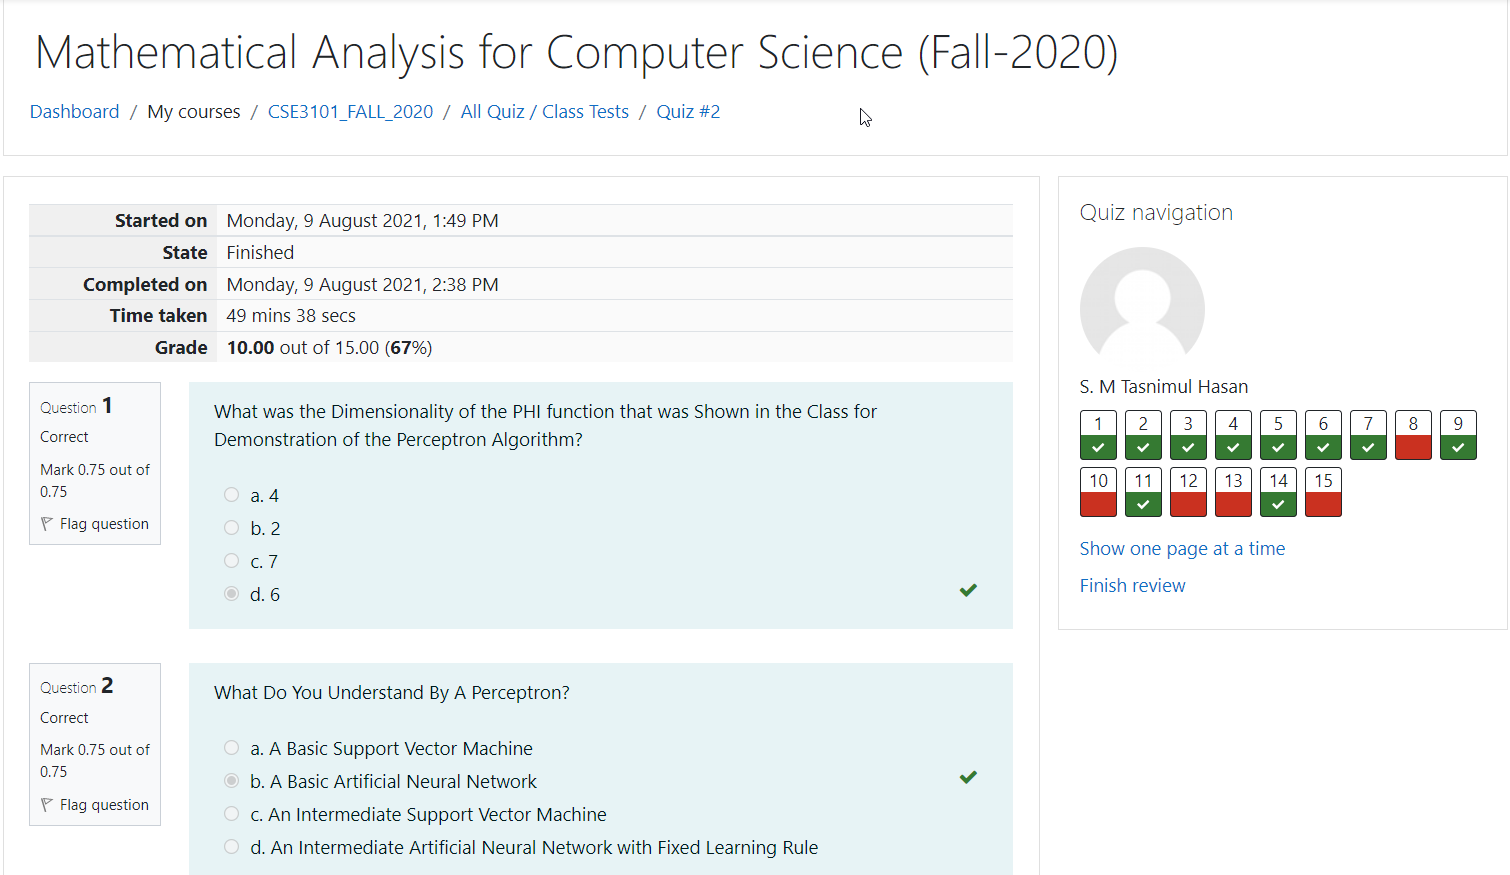 Mathematical Analysis for Computer Science (Fall-2020)
Dashboard / My courses / CSE3101_FALL_2020 / All Quiz / Class Tests / Quiz #2
Started on Monday, 9 August 2021, 1:49 PM
State Finished
Completed on Monday, 9 August 2021, 2:38 PM
Time taken 49 mins 38 secs
Grade 10.00 out of 15.00 (67%)
Question 1
Correct
Mark 0.75 out of
0.75
Flag question
What was the Dimensionality of the PHI function that was Shown in the Class for
Demonstration of the Perceptron Algorithm?
a. 4
b. 2
c. 7
d. 6
Question 2
Correct
Mark 0.75 out of
0.75
Flag question
What Do You Understand By A Perceptron?
a. A Basic Support Vector Machine
b. A Basic Artificial Neural Network
c. An Intermediate Support Vector Machine
d. An Intermediate Artificial Neural Network with Fixed Learning Rule
Quiz navigation
S. M Tasnimul Hasan
1 2 3 4 5 6 7 8 9
10 11 12 13 14 15
Show one page at a time
Finish review